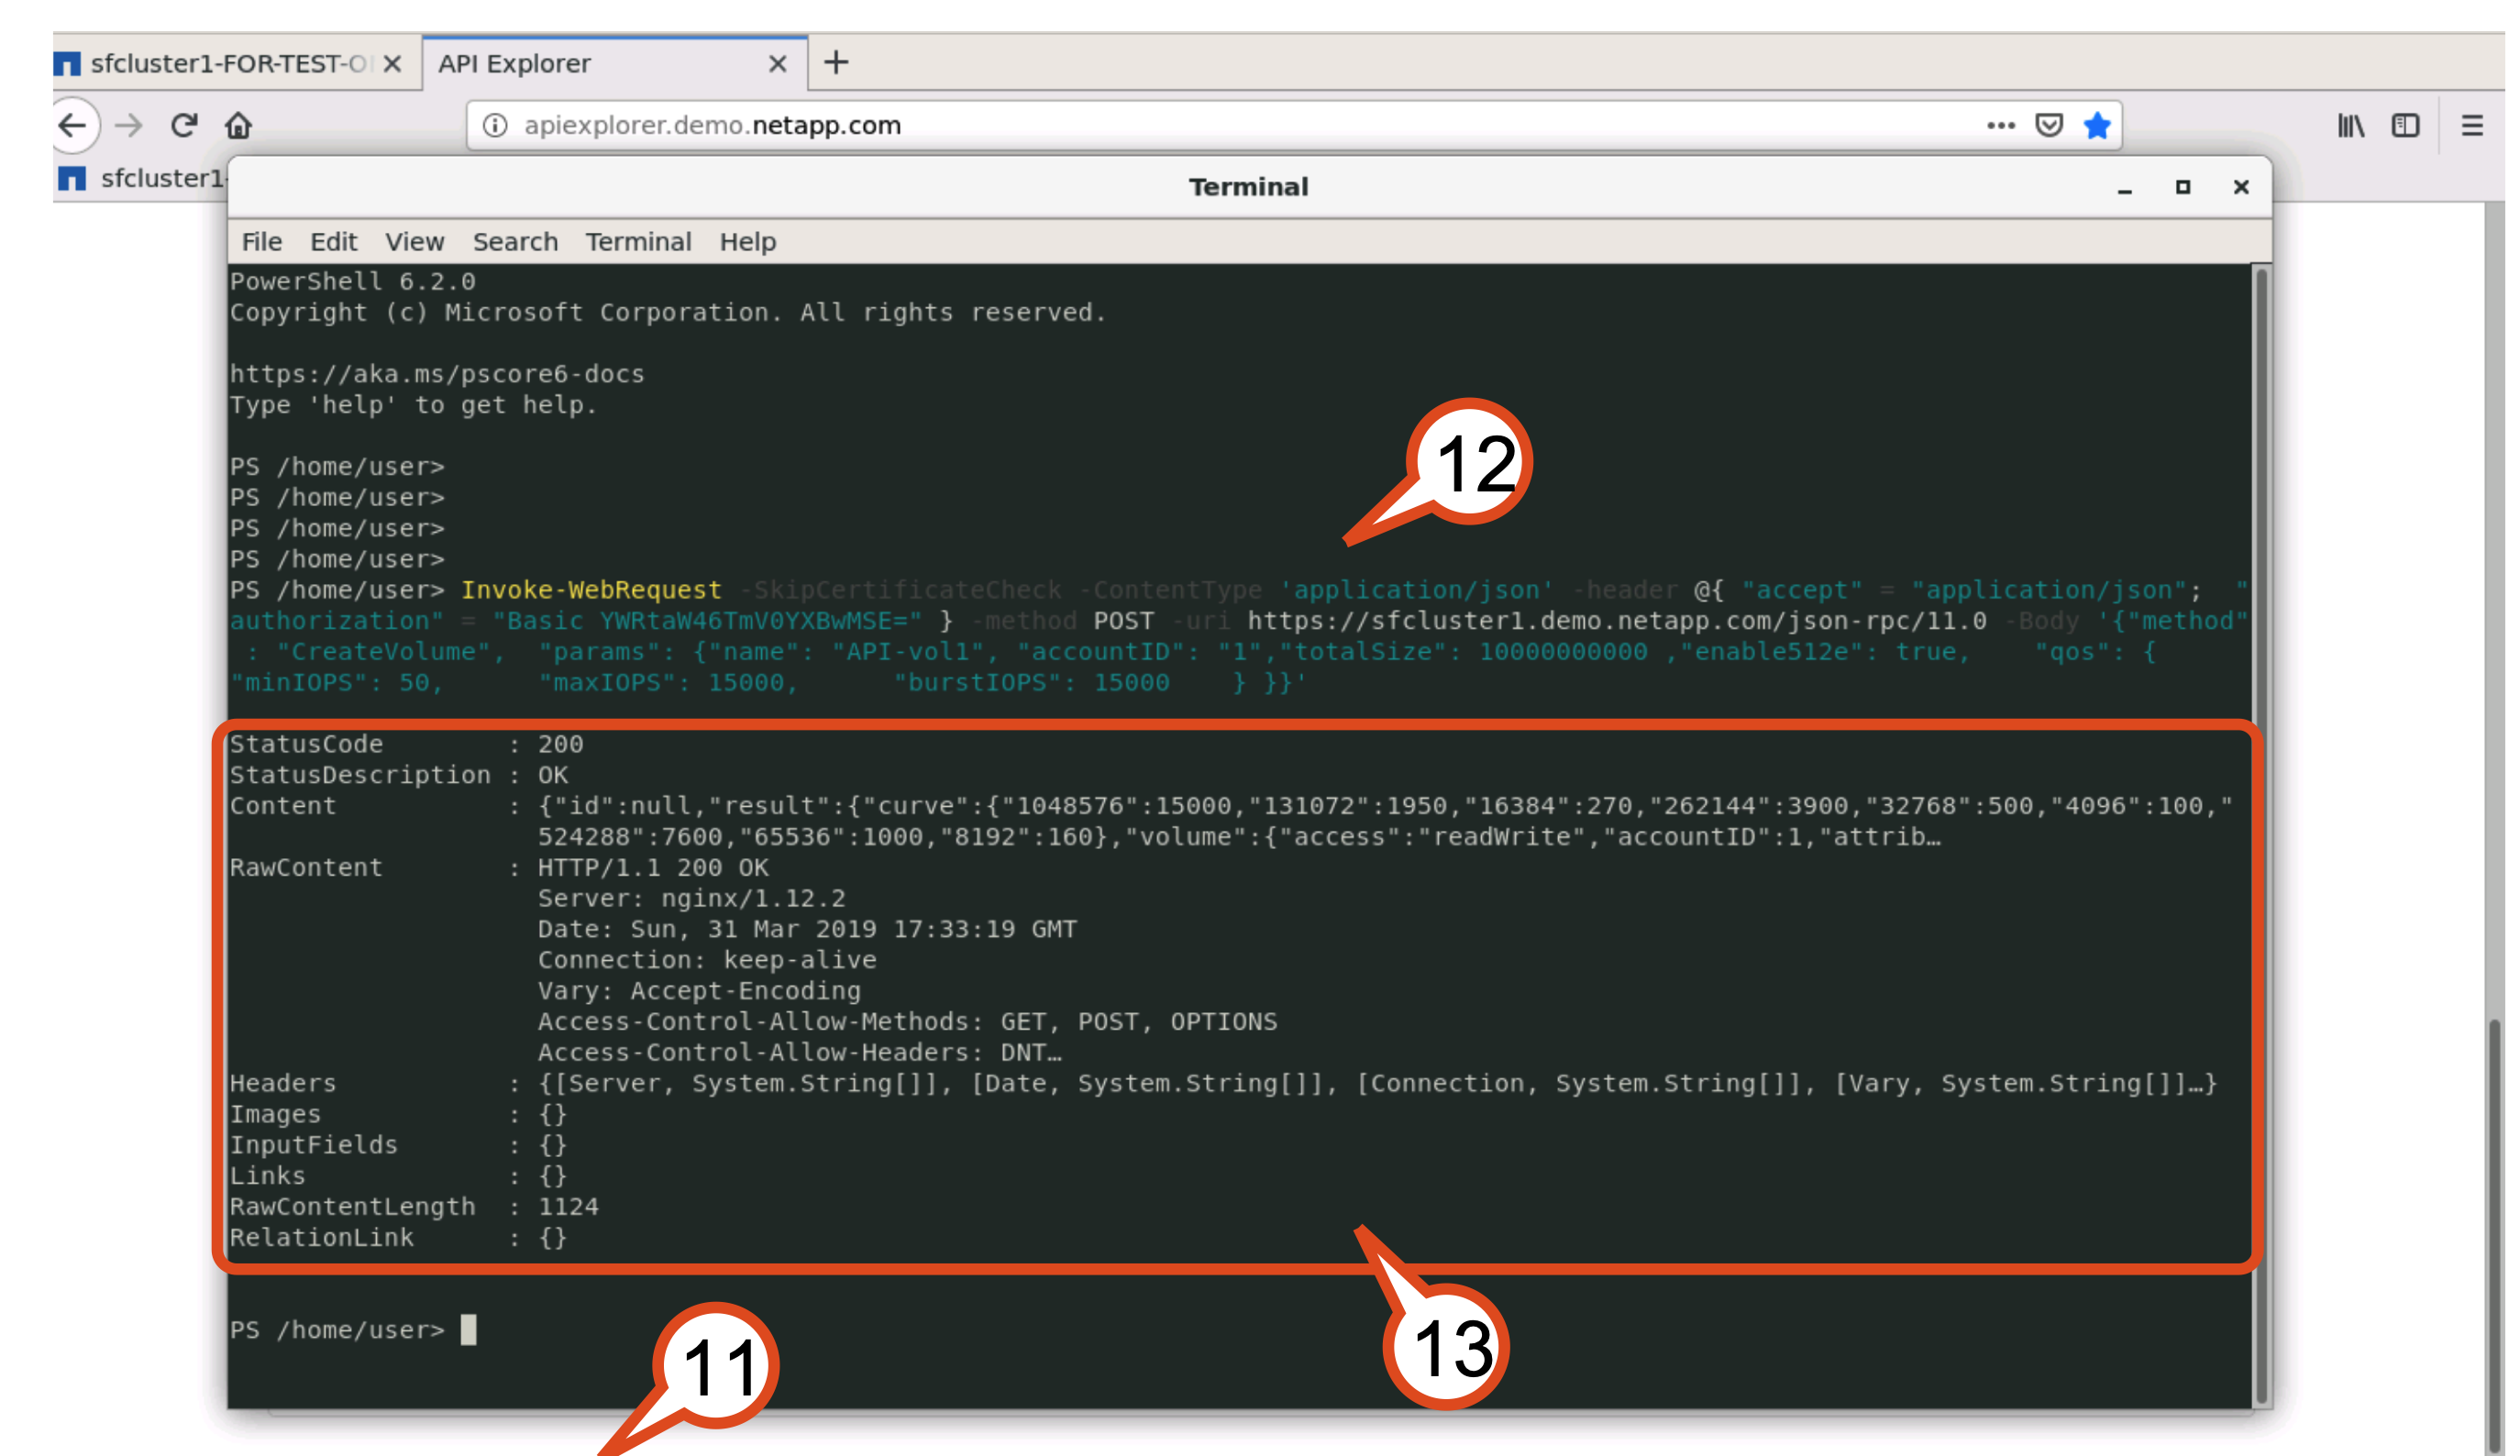 sfcluster1-FOR-TEST-O
API Explorer
apiexplorer.demo.netapp.com
sfcluster1-
Terminal
File Edit View Search Terminal Help
PowerShell 6.2.0
Copyright (c) Microsoft Corporation. All rights reserved.
https://aka.ms/pscore6-docs
Type 'help' to get help.
12
PS /home/user>
PS /home/user>
PS /home/user>
PS /home/user>
PS /home/user> Invoke-WebRequest -SkipCertificateCheck -ContentType 'application/json' -header @{ "accept" = "application/json";  "
authorization" = "Basic YWRtaW46TmV0YXBwMSE=" } -method POST -uri https://sfcluster1.demo.netapp.com/json-rpc/11.0 -Body '{"method"
 : "CreateVolume",  "params": {"name": "API-vol1", "accountID": "1","totalSize": 10000000000 ,"enable512e": true,    "qos": {
"minIOPS": 50,      "maxIOPS": 15000,      "burstIOPS": 15000    } }}'
StatusCode        : 200
StatusDescription : OK
Content           : {"id":null,"result":{"curve":{"1048576":15000,"131072":1950,"16384":270,"262144":3900,"32768":500,"4096":100,"
524288":7600,"65536":1000,"8192":160},"volume":{"access":"readWrite","accountID":1,"attrib…
RawContent        : HTTP/1.1 200 OK
Server: nginx/1.12.2
Date: Sun, 31 Mar 2019 17:33:19 GMT
Connection: keep-alive
Vary: Accept-Encoding
Access-Control-Allow-Methods: GET, POST, OPTIONS
Access-Control-Allow-Headers: DNT…
Headers           : {[Server, System.String[]], [Date, System.String[]], [Connection, System.String[]], [Vary, System.String[]]…}
Images            : {}
InputFields       : {}
Links             : {}
RawContentLength  : 1124
RelationLink      : {}
PS /home/user>
11
13